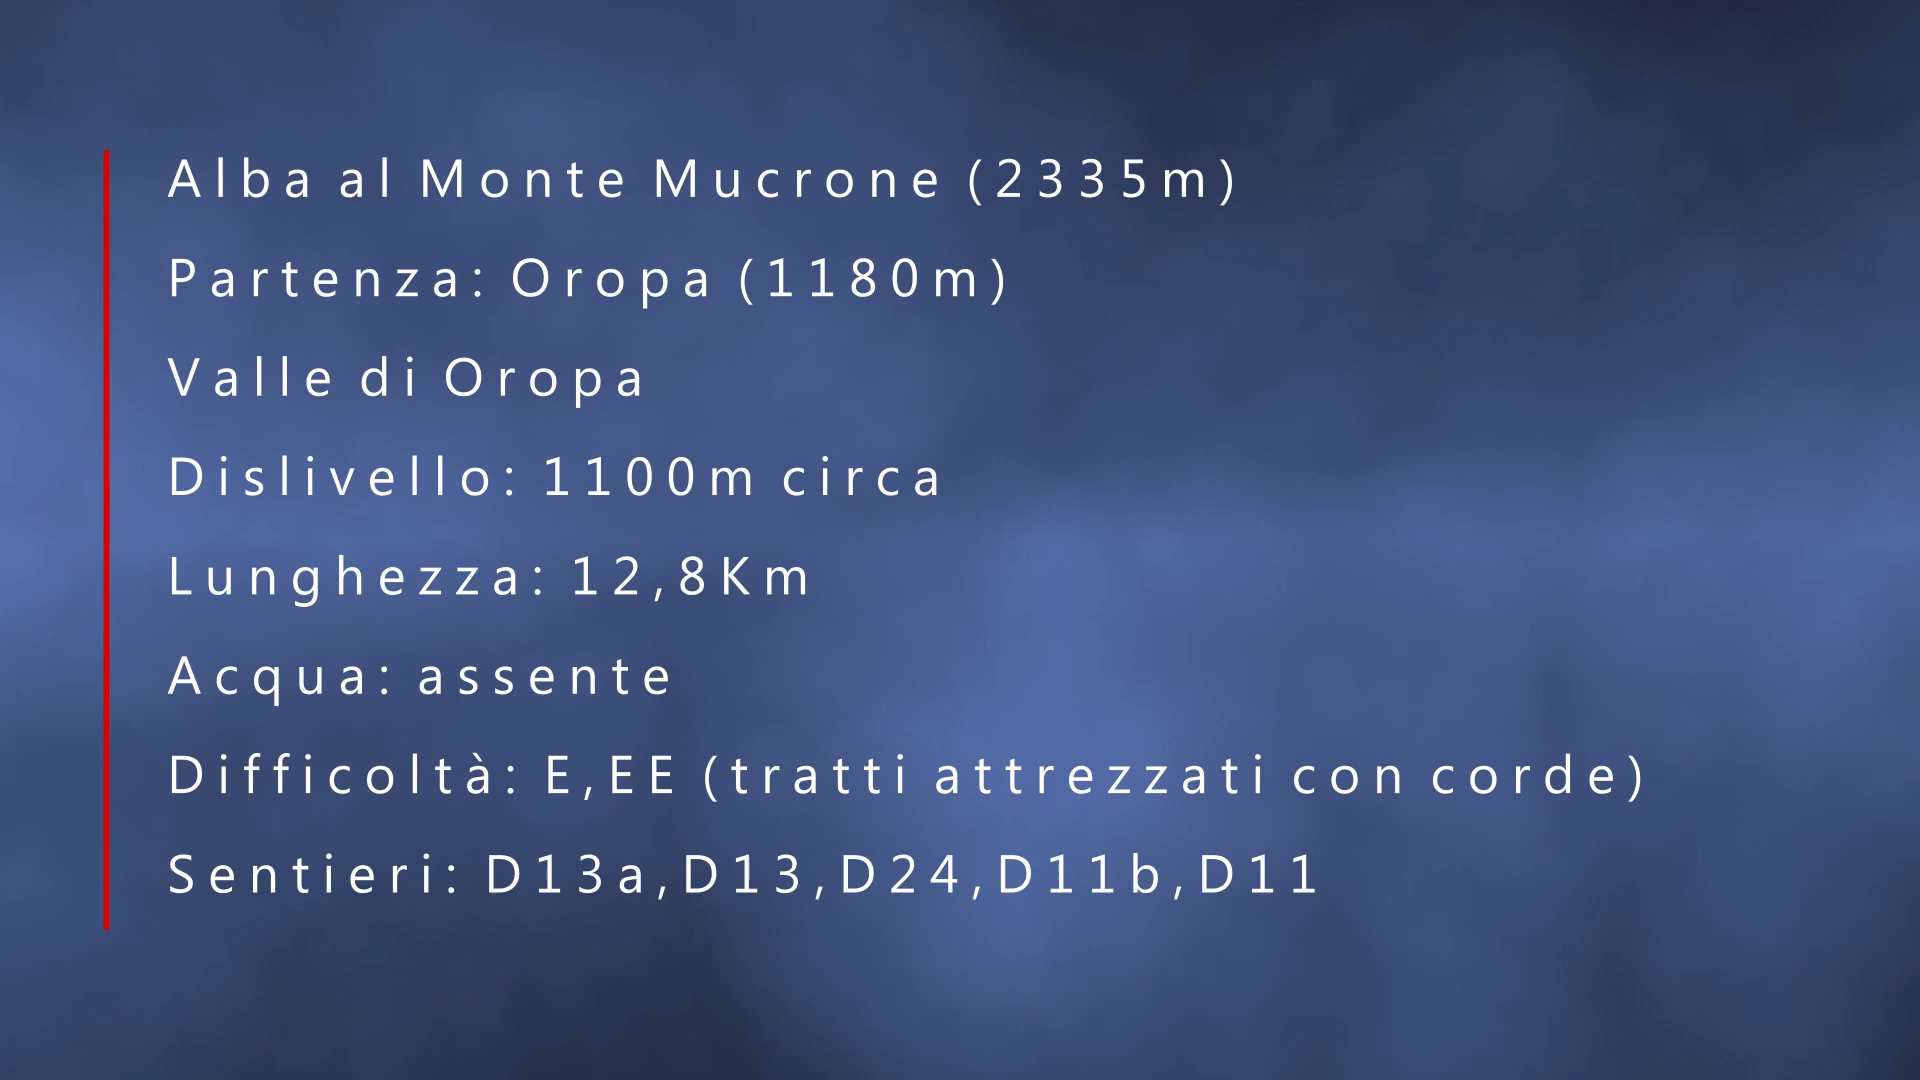 Alba al Monte Mucrone (2335m)
Partenza: Oropa (1180m)
Valle di Oropa
Dislivello: 1100m circa
Lunghezza: 12,8Km
Acqua: assente
Difficoltà: E,EE (tratti attrezzati con corde)
Sentieri: D13a,D13,D24,D11b,D11